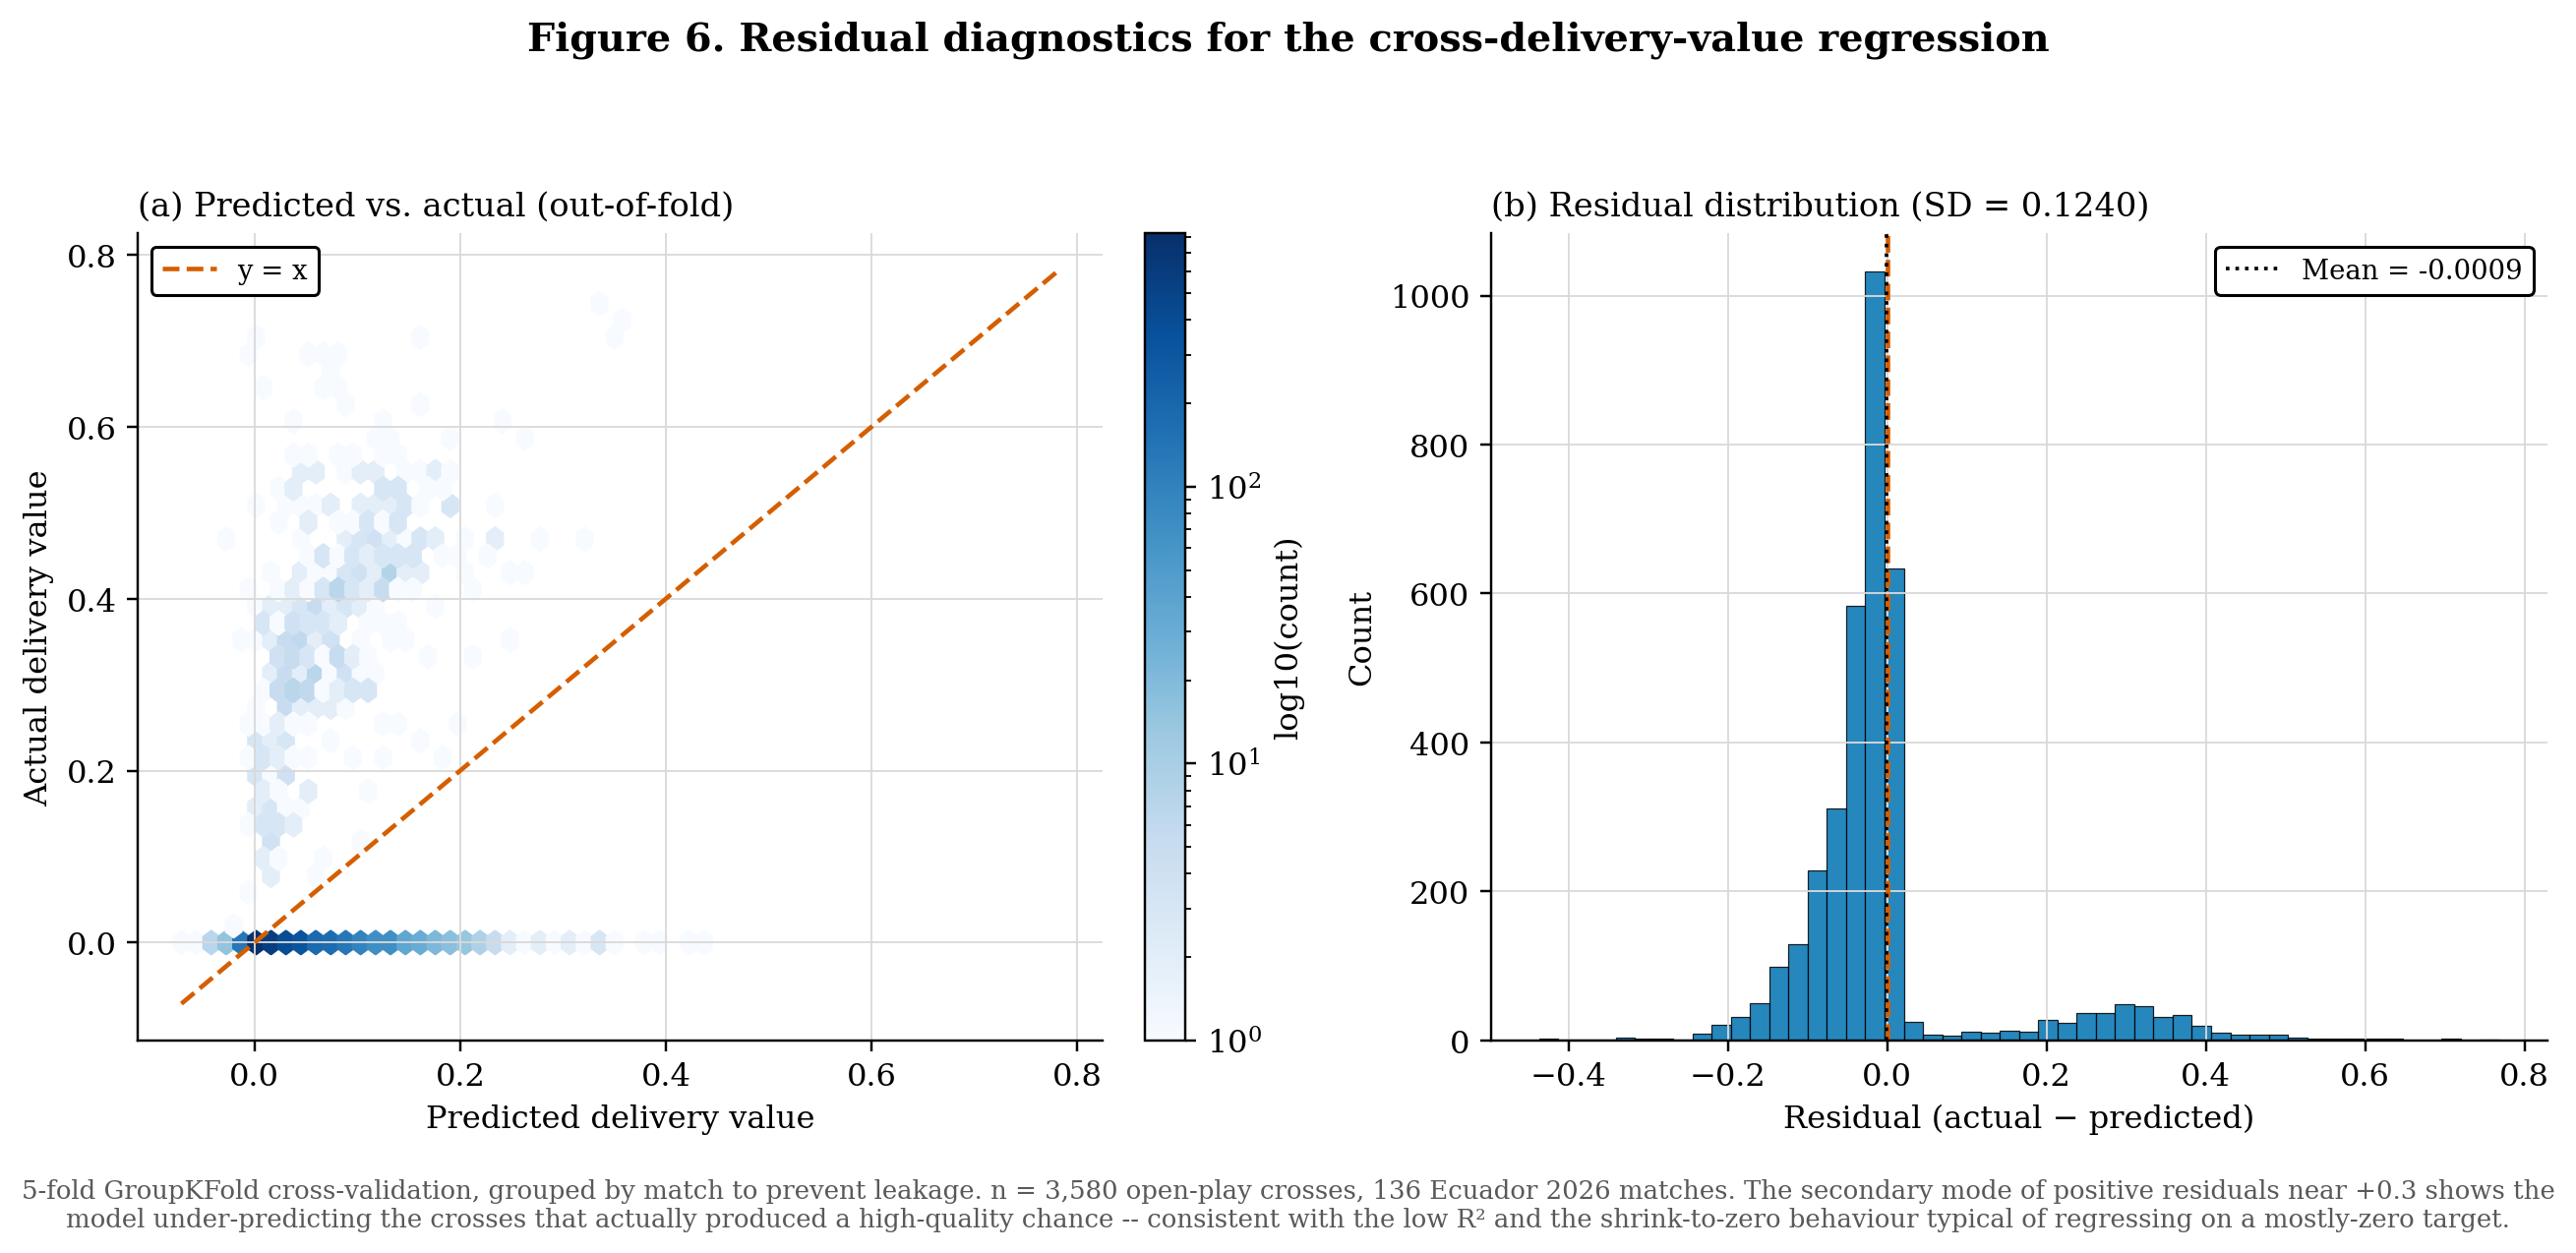 Figure 6. Residual diagnostics for the cross-delivery-value regression
(a) Predicted vs. actual (out-of-fold)
y = x
0.8
0.6
0.4
0.2
0.0
Actual delivery value
0.0 0.2 0.4 0.6 0.8
Predicted delivery value
10²
10¹
10⁰
log10(count)
(b) Residual distribution (SD = 0.1240)
Mean = -0.0009
1000
800
600
400
200
0
Count
−0.4 −0.2 0.0 0.2 0.4 0.6 0.8
Residual (actual − predicted)
5-fold GroupKFold cross-validation, grouped by match to prevent leakage. n = 3,580 open-play crosses, 136 Ecuador 2026 matches. The secondary mode of positive residuals near +0.3 shows the
model under-predicting the crosses that actually produced a high-quality chance -- consistent with the low R² and the shrink-to-zero behaviour typical of regressing on a mostly-zero target.